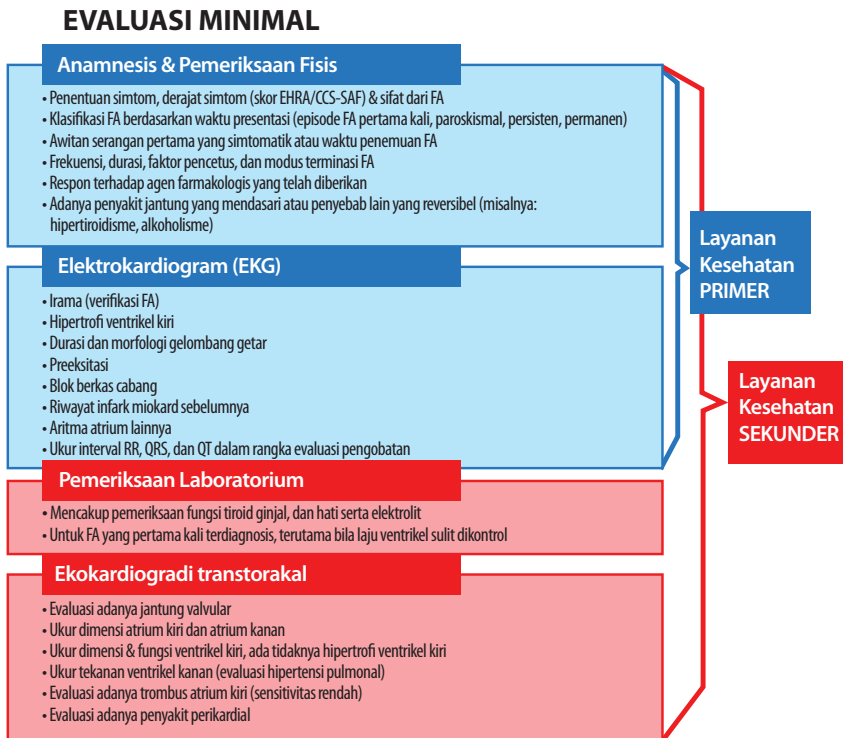 EVALUASI MINIMAL
Anamnesis & Pemeriksaan Fisis
• Penentuan simtom, derajat simtom (skor EHRA/CCS-SAF) & sifat dari FA
• Klasifikasi FA berdasarkan waktu presentasi (episode FA pertama kali, paroskismal, persisten, permanen)
• Awitan serangan pertama yang simtomatik atau waktu penemuan FA
• Frekuensi, durasi, faktor pencetus, dan modus terminasi FA
• Respon terhadap agen farmakologis yang telah diberikan
• Adanya penyakit jantung yang mendasari atau penyebab lain yang reversibel (misalnya:
hipertiroidisme, alkoholisme)
Elektrokardiogram (EKG)
• Irama (verifikasi FA)
• Hipertrofi ventrikel kiri
• Durasi dan morfologi gelombang getar
• Preeksitasi
• Blok berkas cabang
• Riwayat infark miokard sebelumnya
• Aritma atrium lainnya
• Ukur interval RR, QRS, dan QT dalam rangka evaluasi pengobatan
Layanan
Kesehatan
PRIMER
Layanan
Kesehatan
SEKUNDER
Pemeriksaan Laboratorium
• Mencakup pemeriksaan fungsi tiroid ginjal, dan hati serta elektrolit
• Untuk FA yang pertama kali terdiagnosis, terutama bila laju ventrikel sulit dikontrol
Ekokardiogradi transtorakal
• Evaluasi adanya jantung valvular
• Ukur dimensi atrium kiri dan atrium kanan
• Ukur dimensi & fungsi ventrikel kiri, ada tidaknya hipertrofi ventrikel kiri
• Ukur tekanan ventrikel kanan (evaluasi hipertensi pulmonal)
• Evaluasi adanya trombus atrium kiri (sensitivitas rendah)
• Evaluasi adanya penyakit perikardial